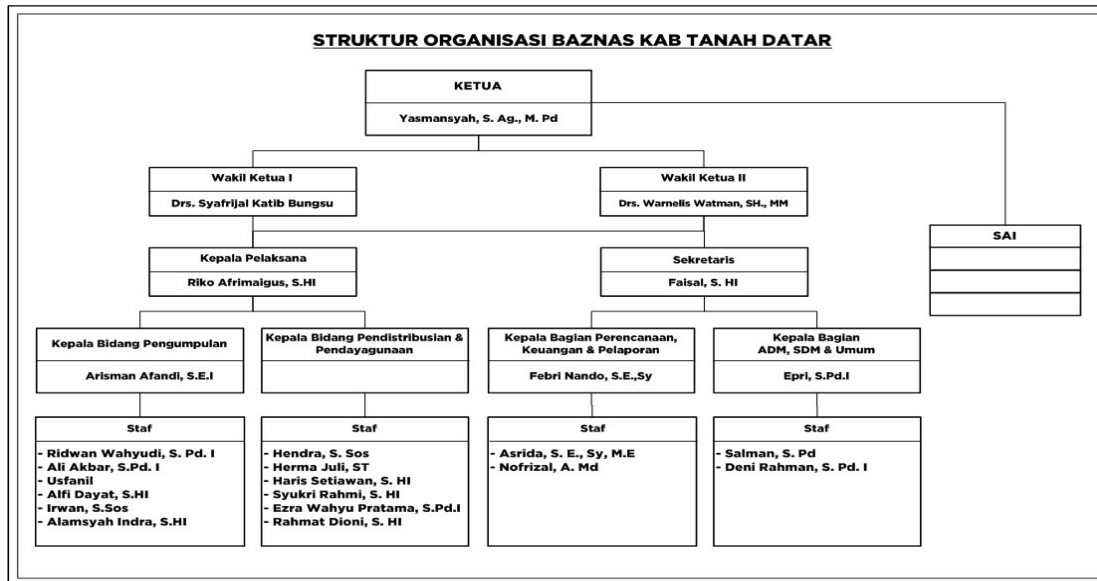 STRUKTUR ORGANISASI BAZNAS KAB TANAH DATAR
KETUA
Yasmansyah, S. Ag., M. Pd
Wakil Ketua I
Drs. Syafrijal Katib Bungsu
Wakil Ketua II
Drs. Warnelis Watman, SH., MM
SAI
Kepala Pelaksana
Riko Afrimaigus, S.HI
Sekretaris
Faisal, S. HI
Kepala Bidang Pengumpulan
Arisman Afandi, S.E.I
Kepala Bidang Pendistribusian &
Pendayagunaan
Kepala Bagian Perencanaan,
Keuangan & Pelaporan
Febri Nando, S.E.,Sy
Kepala Bagian
ADM, SDM & Umum
Epri, S.Pd.I
Staf
- Ridwan Wahyudi, S. Pd. I
- Ali Akbar, S.Pd. I
- Usfanil
- Alfi Dayat, S.HI
- Irwan, S.Sos
- Alamsyah Indra, S.HI
Staf
- Hendra, S. Sos
- Herma Juli, ST
- Haris Setiawan, S. HI
- Syukri Rahmi, S. HI
- Ezra Wahyu Pratama, S.Pd.I
- Rahmat Dioni, S. HI
Staf
- Asrida, S. E., Sy, M.E
- Nofrizal, A. Md
Staf
- Salman, S. Pd
- Deni Rahman, S. Pd. I